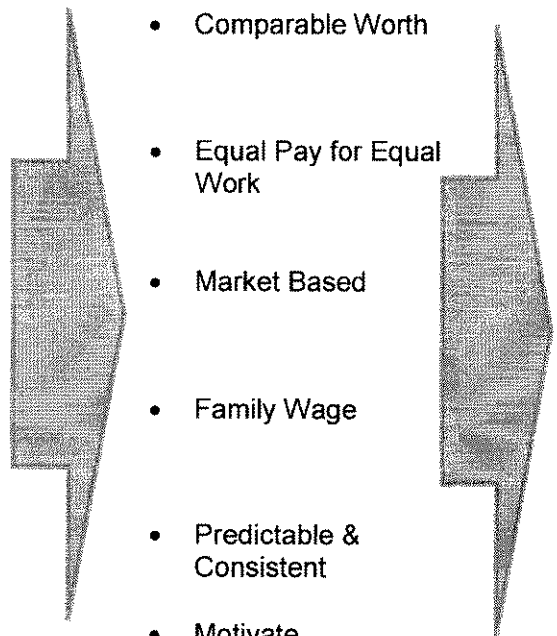 • Comparable Worth
• Equal Pay for Equal
Work
• Market Based
• Family Wage
• Predictable &
Consistent
• Motivate